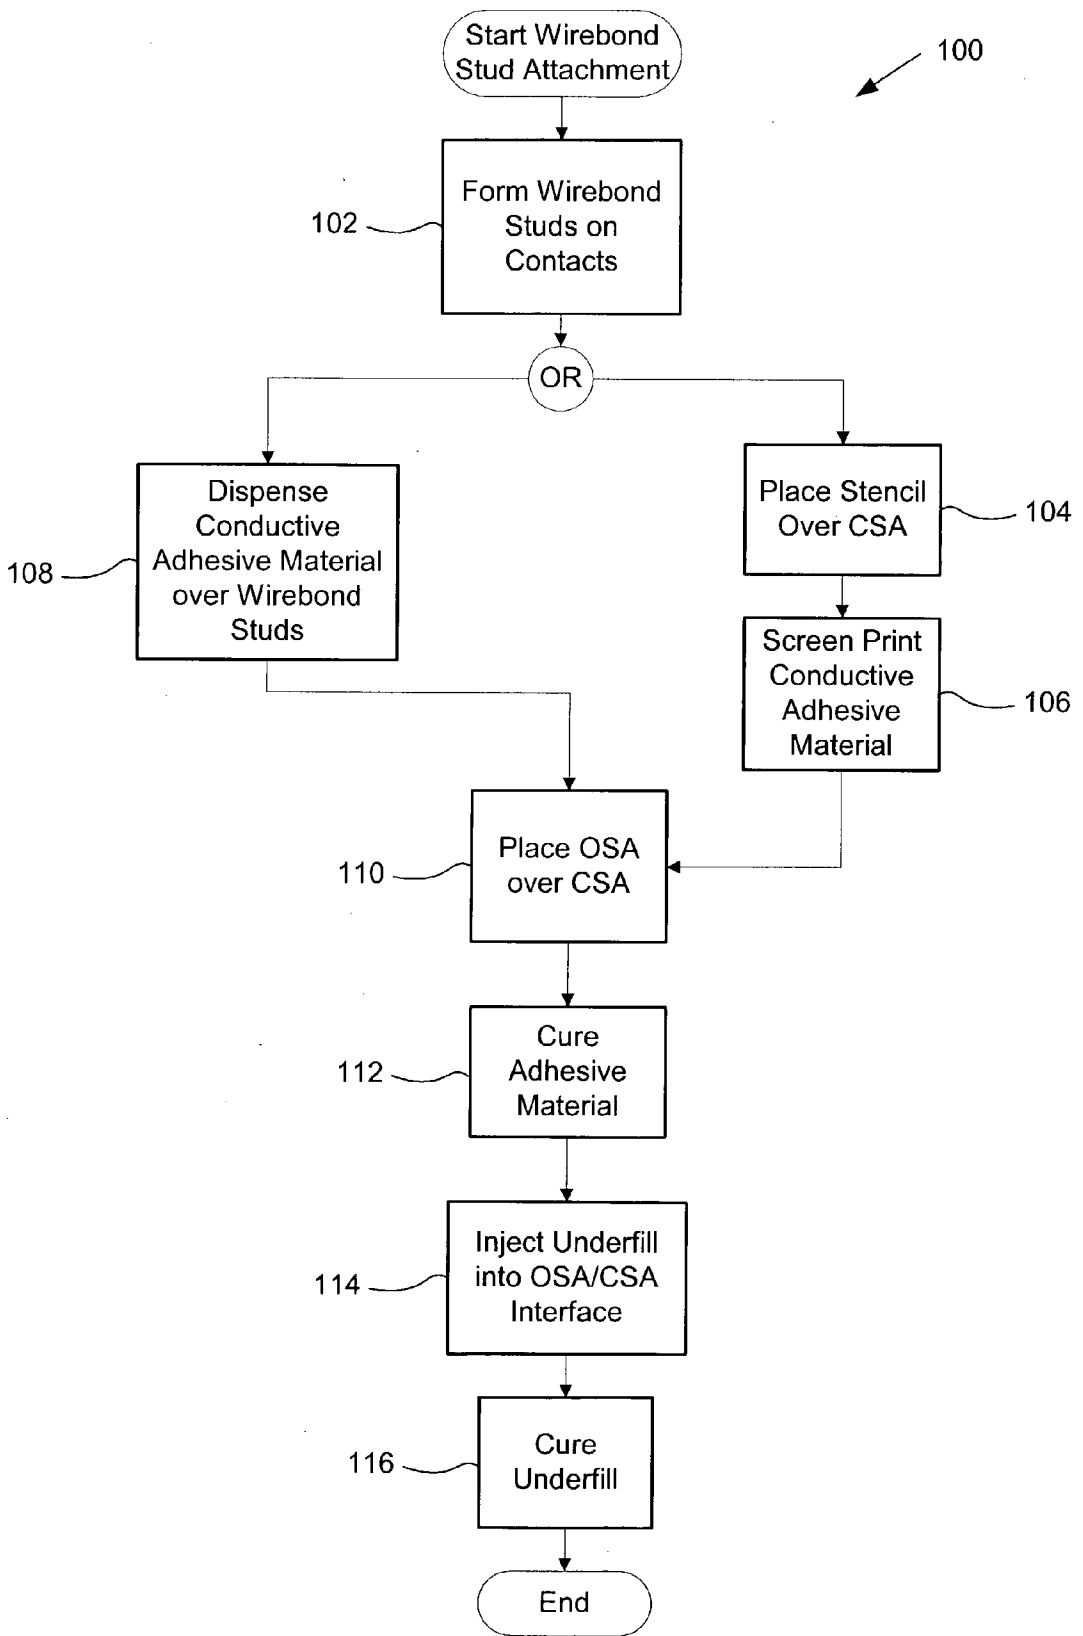 Start Wirebond
Stud Attachment
100
Form Wirebond
Studs on
Contacts
102
OR
Dispense
Conductive
Adhesive Material
over Wirebond
Studs
108
Place Stencil
Over CSA
104
Screen Print
Conductive
Adhesive
Material
106
Place OSA
over CSA
110
Cure
Adhesive
Material
112
Inject Underfill
into OSA/CSA
Interface
114
Cure
Underfill
116
End